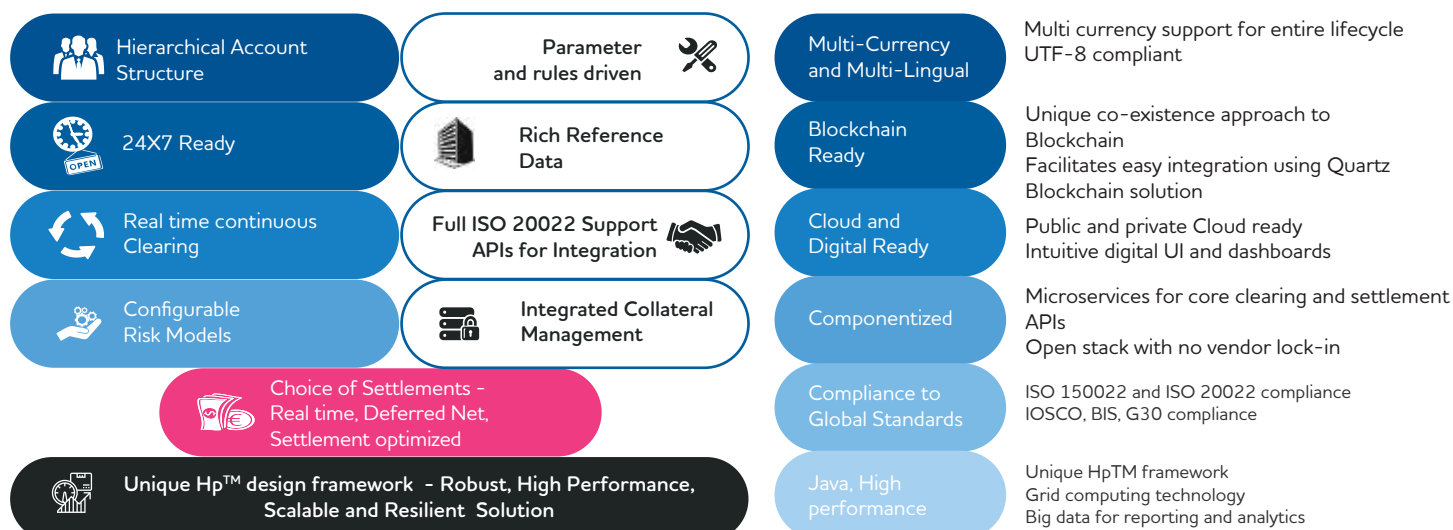 Hierarchical Account
Structure
Parameter
and rules driven
24X7 Ready
OPEN
Rich Reference
Data
Real time continuous
Clearing
Full ISO 20022 Support
APIs for Integration
Configurable
Risk Models
Integrated Collateral
Management
Choice of Settlements -
Real time, Deferred Net,
Settlement optimized
Unique Hp™ design framework - Robust, High Performance,
Scalable and Resilient Solution
Multi-Currency
and Multi-Lingual
Multi currency support for entire lifecycle
UTF-8 compliant
Blockchain
Ready
Unique co-existence approach to
Blockchain
Facilitates easy integration using Quartz
Blockchain solution
Cloud and
Digital Ready
Public and private Cloud ready
Intuitive digital UI and dashboards
Componentized
Microservices for core clearing and settlement
APIs
Open stack with no vendor lock-in
Compliance to
Global Standards
ISO 150022 and ISO 20022 compliance
IOSCO, BIS, G30 compliance
Java, High
performance
Unique HpTM framework
Grid computing technology
Big data for reporting and analytics